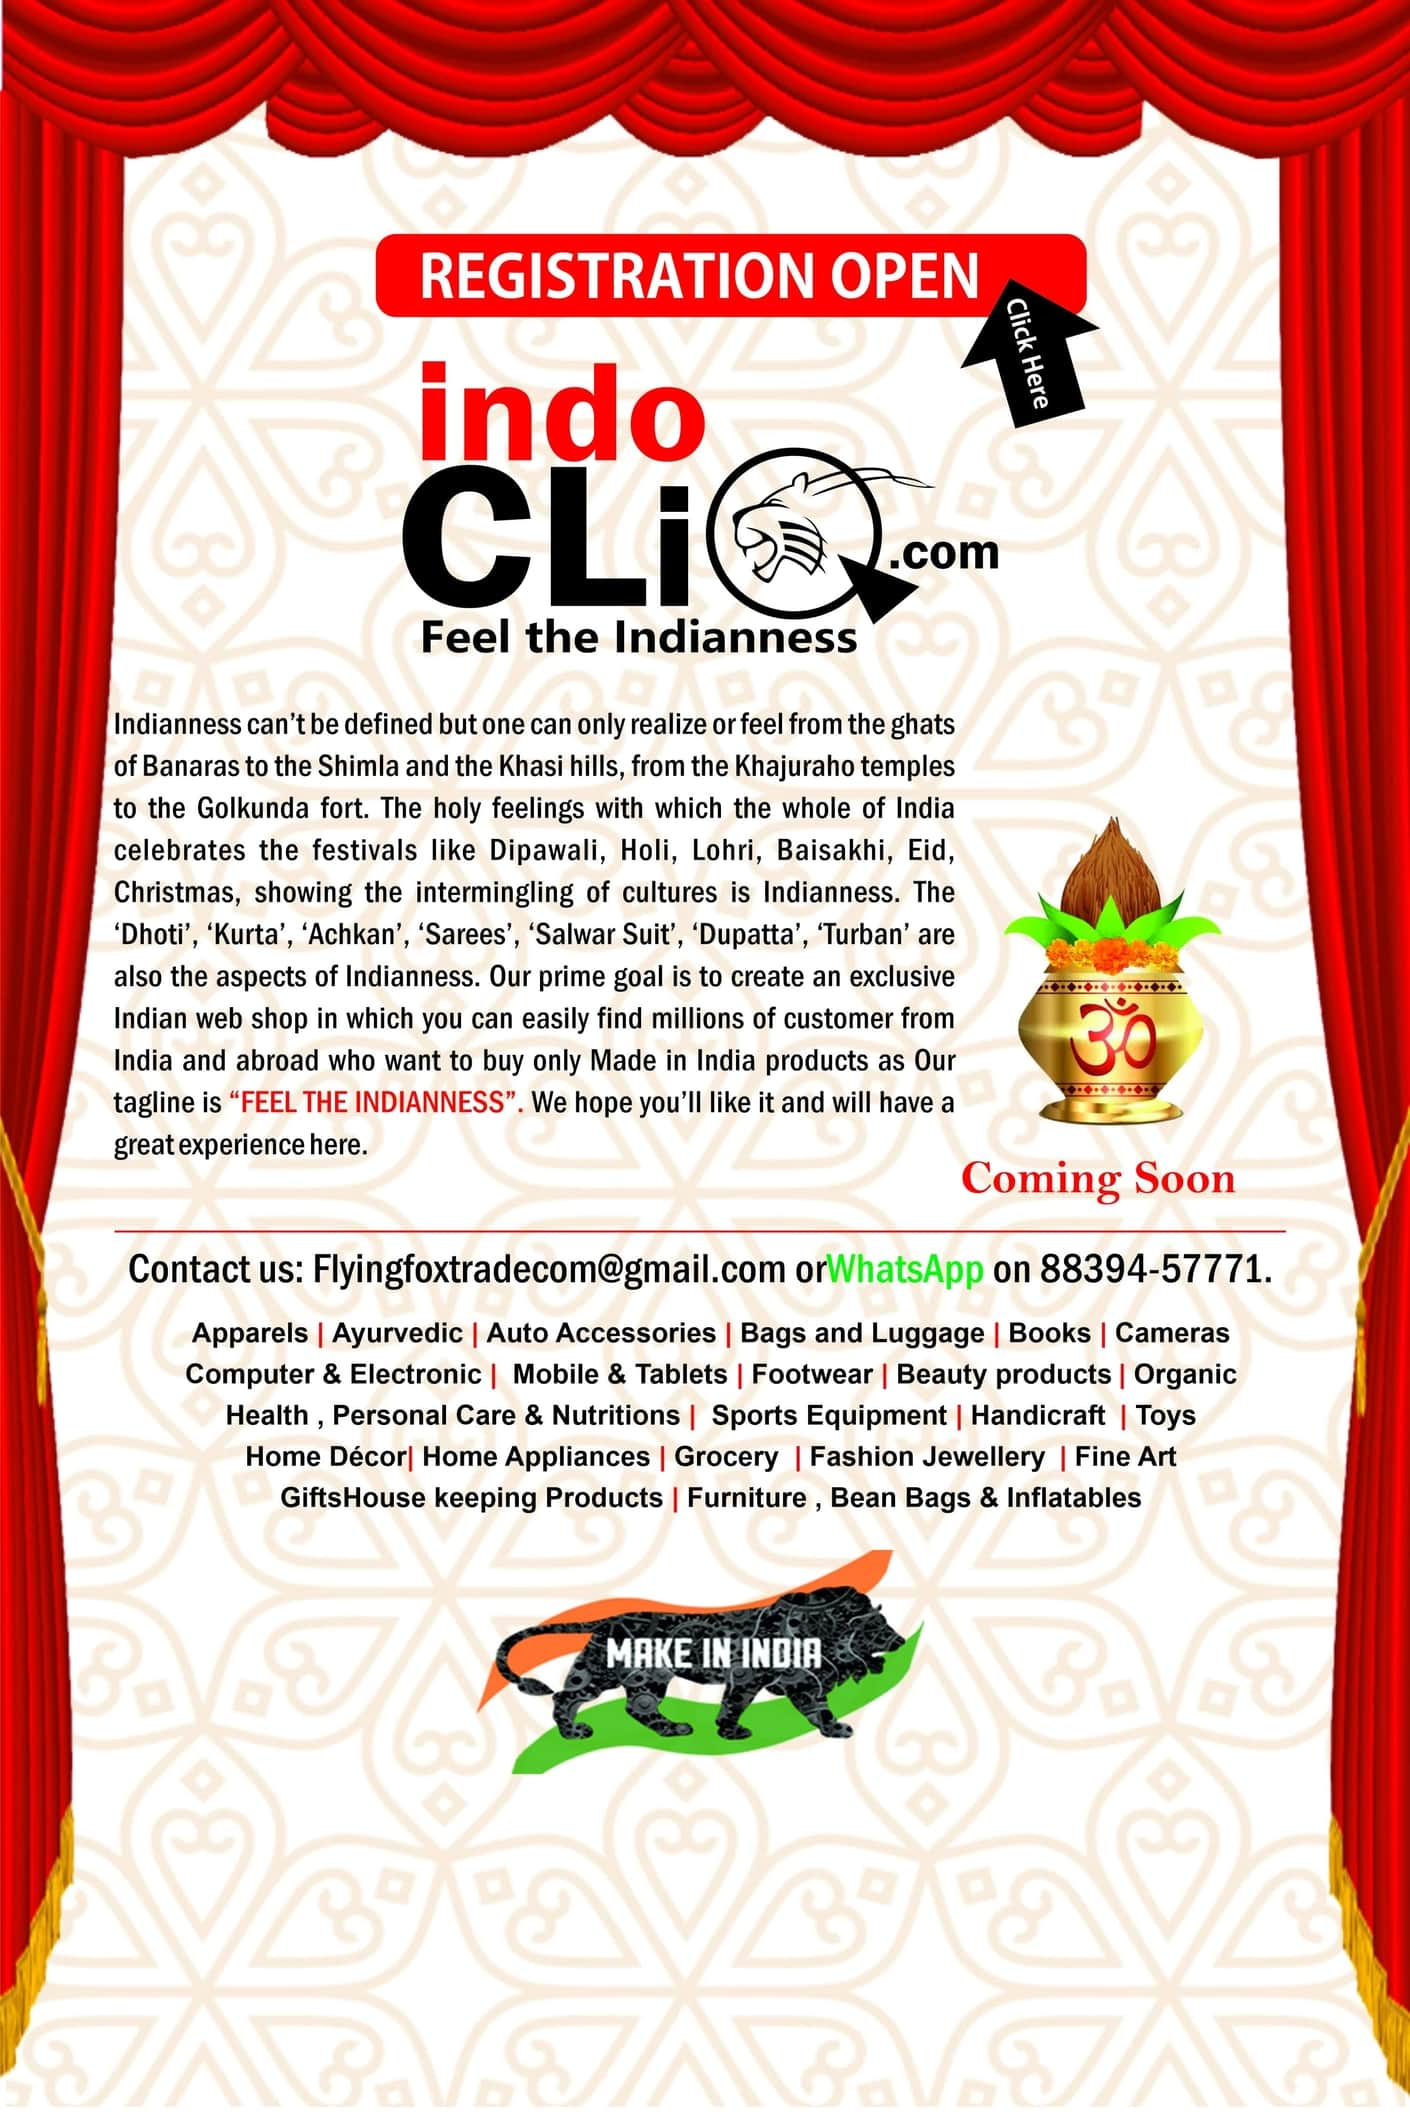 REGISTRATION OPEN
Click Here
indo
CLiQ.com
Feel the Indianness
Indianness can’t be defined but one can only realize or feel from the ghats
of Banaras to the Shimla and the Khasi hills, from the Khajuraho temples
to the Golkunda fort. The holy feelings with which the whole of India
celebrates the festivals like Dipawali, Holi, Lohri, Baisakhi, Eid,
Christmas, showing the intermingling of cultures is Indianness. The
‘Dhoti’, ‘Kurta’, ‘Achkan’, ‘Sarees’, ‘Salwar Suit’, ‘Dupatta’, ‘Turban’ are
also the aspects of Indianness. Our prime goal is to create an exclusive
Indian web shop in which you can easily find millions of customer from
India and abroad who want to buy only Made in India products as Our
tagline is “FEEL THE INDIANNESS”. We hope you’ll like it and will have a
great experience here.
ॐ
Coming Soon
Contact us: Flyingfoxtradecom@gmail.com orWhatsApp on 88394-57771.
Apparels | Ayurvedic | Auto Accessories | Bags and Luggage | Books | Cameras
Computer & Electronic | Mobile & Tablets | Footwear | Beauty products | Organic
Health , Personal Care & Nutritions | Sports Equipment | Handicraft | Toys
Home Décor| Home Appliances | Grocery | Fashion Jewellery | Fine Art
GiftsHouse keeping Products | Furniture , Bean Bags & Inflatables
MAKE IN INDIA